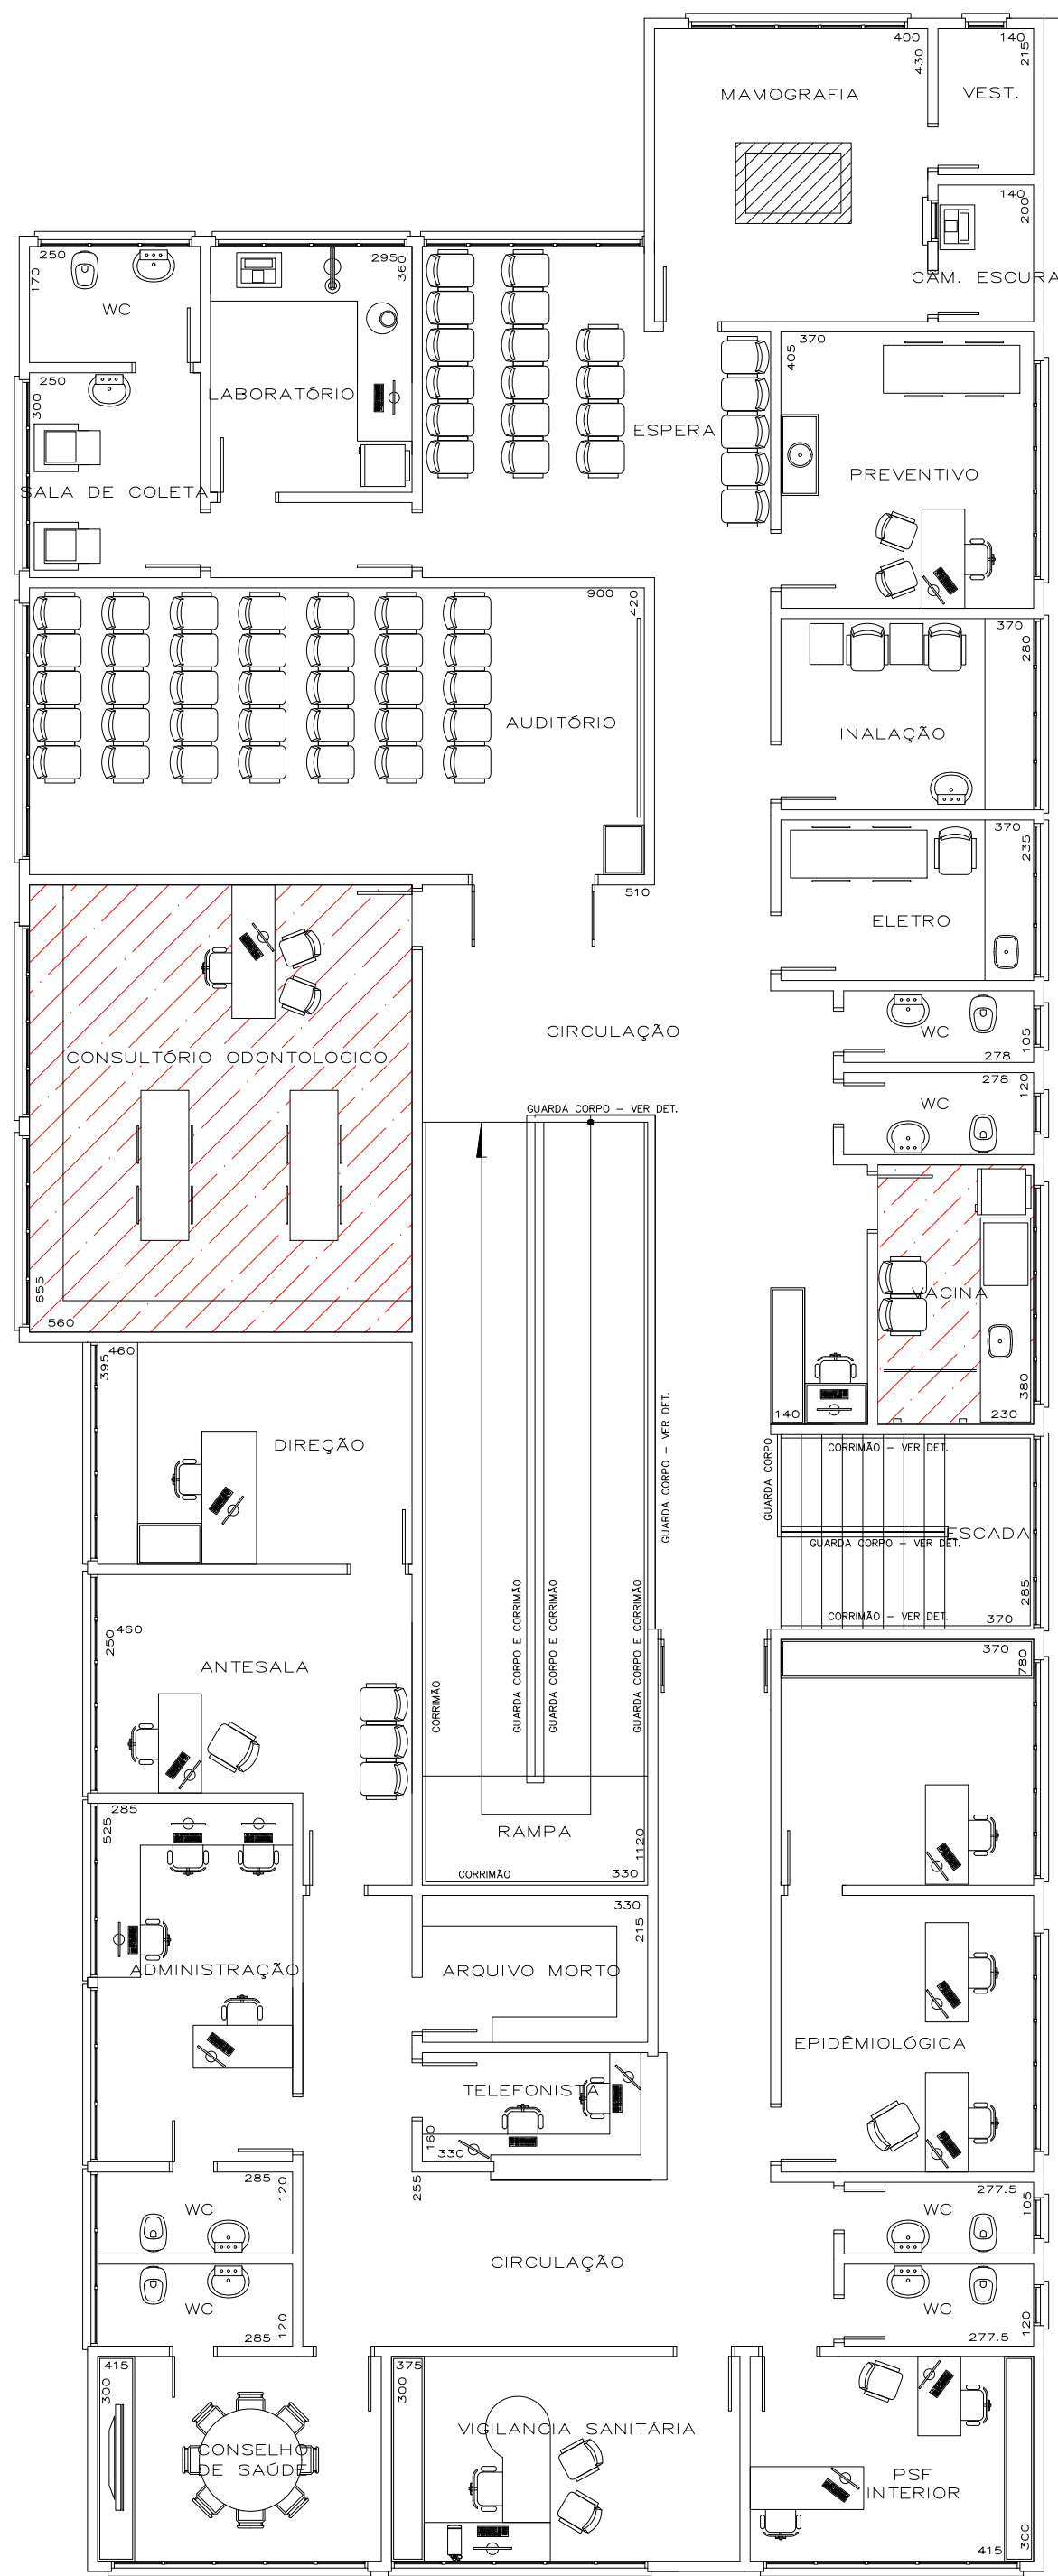 400
140
430
215
MAMOGRAFIA
VEST.
140
200
CAM. ESCURA
250
170
WC
295
360
370
405
250
300
LABORATÓRIO
ESPERA
PREVENTIVO
SALA DE COLETA
900
420
370
280
AUDITÓRIO
INALAÇÃO
370
235
510
ELETRO
CIRCULAÇÃO
WC
105
278
CONSULTÓRIO ODONTOLOGICO
278
120
WC
GUARDA CORPO – VER DET.
655
560
VACINA
380
230
140
460
395
DIREÇÃO
GUARDA CORPO – VER DET.
GUARDA CORPO
CORRIMÃO – VER DET.
ESCADA
GUARDA CORPO – VER DET.
285
CORRIMÃO – VER DET.
370
460
250
ANTESALA
CORRIMÃO
GUARDA CORPO E CORRIMÃO
GUARDA CORPO E CORRIMÃO
GUARDA CORPO E CORRIMÃO
370
780
285
525
RAMPA
1120
CORRIMÃO
330
330
215
ADMINISTRAÇÃO
ARQUIVO MORTO
EPIDÊMIOLÓGICA
TELEFONISTA
160
330
255
285
120
WC
277.5
105
WC
CIRCULAÇÃO
WC
120
285
WC
120
277.5
415
300
375
300
CONSELHO
DE SAÚDE
VIGILANCIA SANITÁRIA
PSF
INTERIOR
300
415